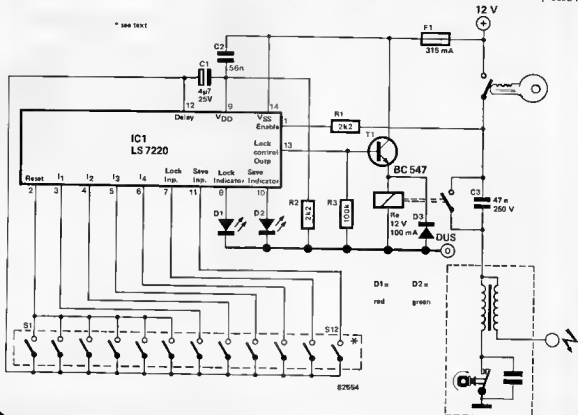 * see text
12 V
F1
315 mA
C2
56n
C1
4µ7
25V
12
9
14
Delay
VDD
VSS
Enable
1
R1
2k2
IC1
LS 7220
Lock
control
Outp
13
T1
BC 547
Reset
I1
I2
I3
I4
Lock
Inp.
Save
Inp.
Lock
Indicator
Save
Indicator
2
3
4
5
6
7
11
8
10
D1
D2
R2
2k2
R3
100k
Re
12 V
100 mA
D3
DUS
C3
47n
250 V
D1=
red
D2=
green
S1
S12
*
82554